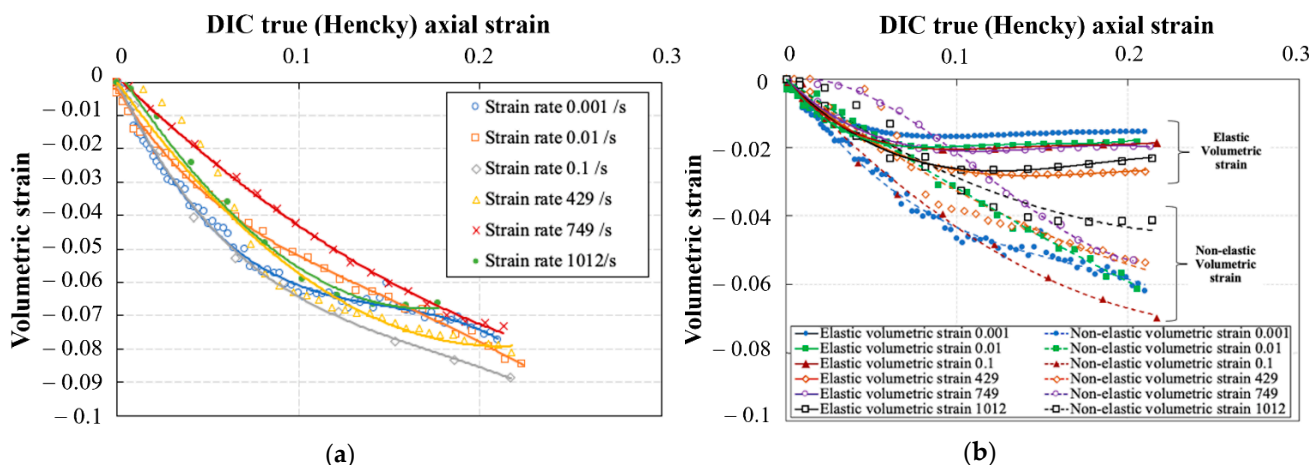 DIC true (Hencky) axial strain
0
0.1
0.2
0.3
0
– 0.01
– 0.02
– 0.03
– 0.04
– 0.05
– 0.06
– 0.07
– 0.08
– 0.09
– 0.1
Volumetric strain
Strain rate 0.001 /s
Strain rate 0.01 /s
Strain rate 0.1 /s
Strain rate 429 /s
Strain rate 749 /s
Strain rate 1012/s
(a)
DIC true (Hencky) axial strain
0
0.1
0.2
0.3
0
– 0.02
– 0.04
– 0.06
– 0.08
– 0.1
Volumetric strain
Elastic
Volumetric
strain
Non-elastic
Volumetric
strain
Elastic volumetric strain 0.001
Non-elastic volumetric strain 0.001
Elastic volumetric strain 0.01
Non-elastic volumetric strain 0.01
Elastic volumetric strain 0.1
Non-elastic volumetric strain 0.1
Elastic volumetric strain 429
Non-elastic volumetric strain 429
Elastic volumetric strain 749
Non-elastic volumetric strain 749
Elastic volumetric strain 1012
Non-elastic volumetric strain 1012
(b)